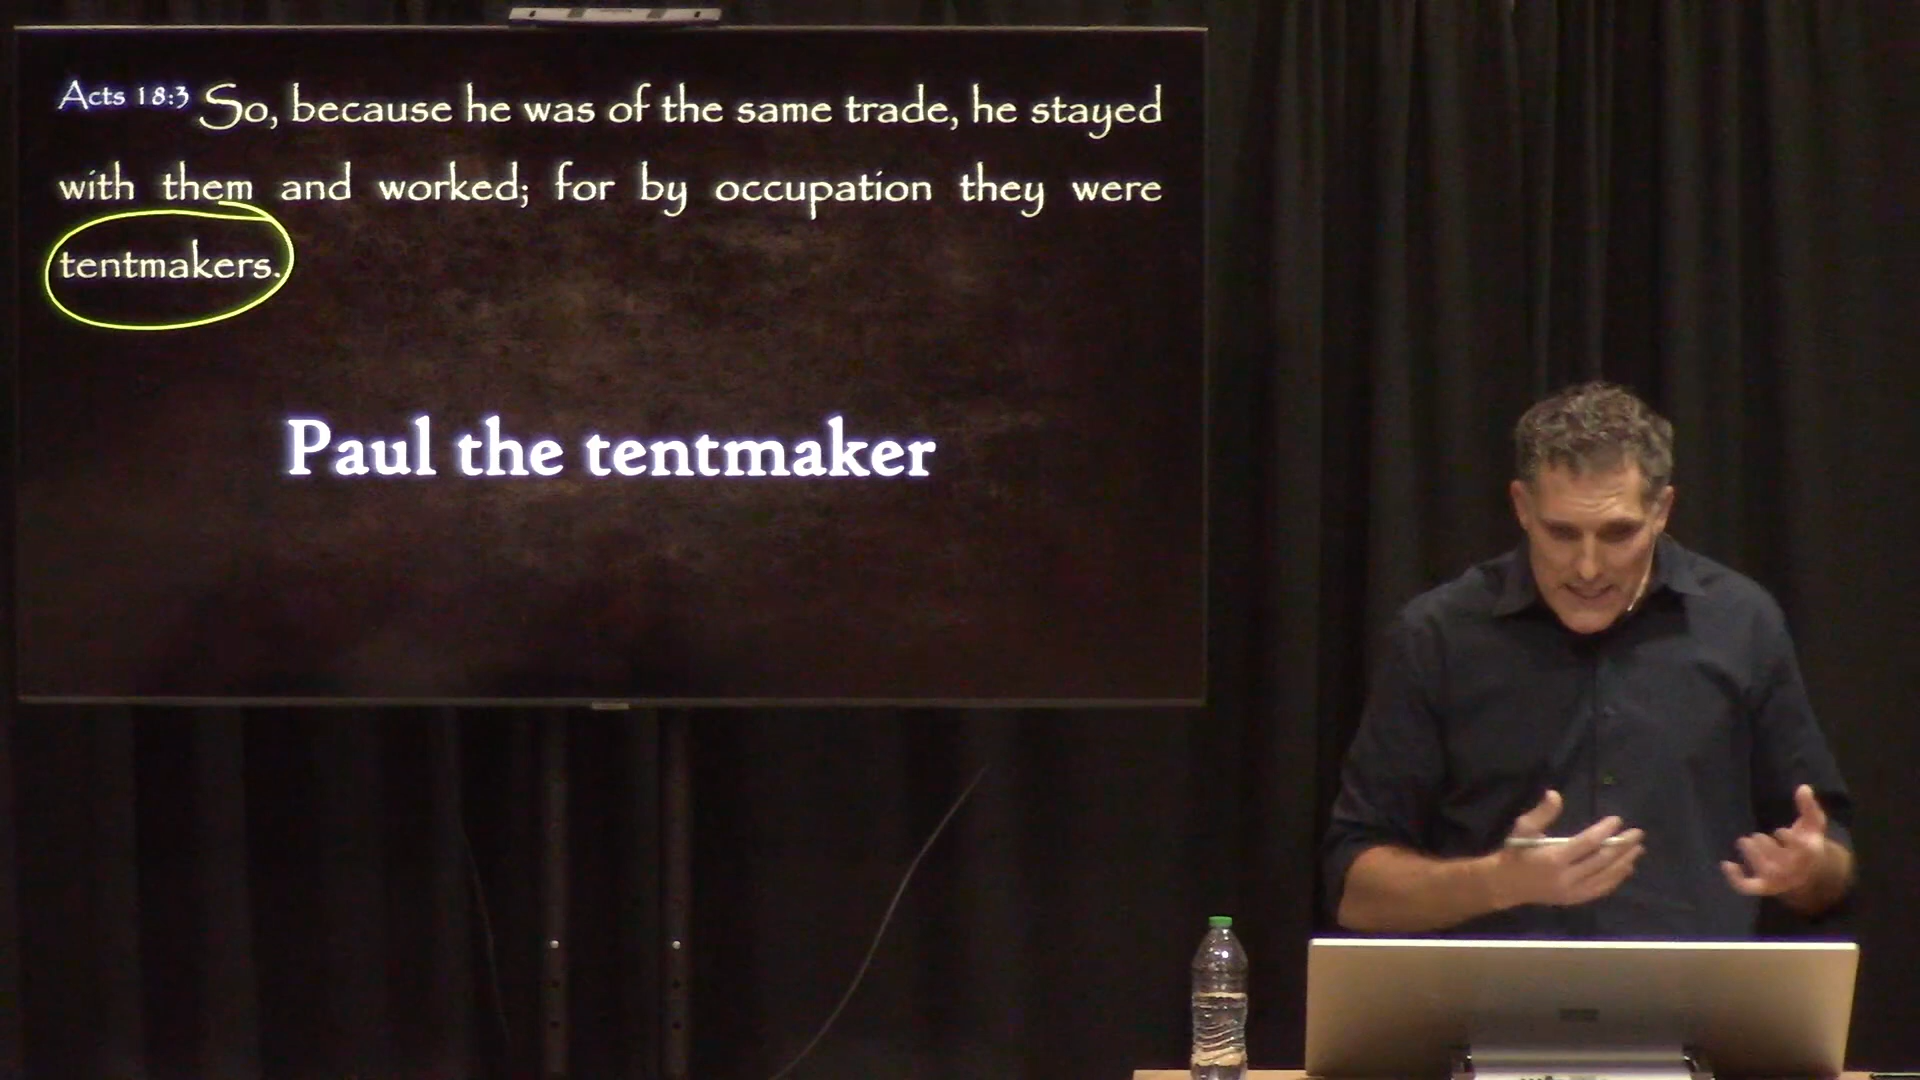 Acts 18:3 So, because he was of the same trade, he stayed
with them and worked; for by occupation they were
tentmakers.
Paul the tentmaker